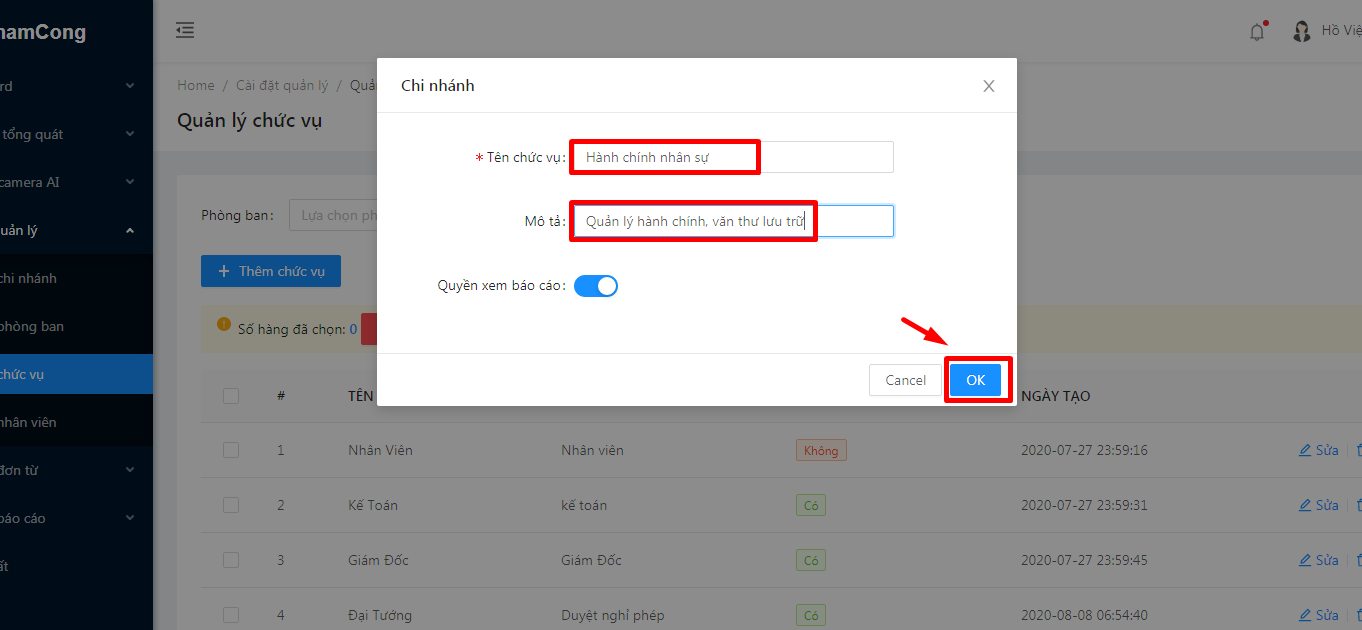 hamCong
Hồ Việ
rd
tổng quát
camera AI
uản lý
chi nhánh
phòng ban
chức vụ
nhân viên
đơn từ
báo cáo
ất
Home / Cài đặt quản lý / Quả
Quản lý chức vụ
Phòng ban:
Lựa chọn ph
+ Thêm chức vụ
Số hàng đã chọn: 0
Chi nhánh
* Tên chức vụ: Hành chính nhân sự
Mô tả: Quản lý hành chính, văn thư lưu trữ
Quyền xem báo cáo:
Cancel OK
# TÊN NGÀY TẠO
1 Nhân Viên Nhân viên Không 2020-07-27 23:59:16 Sửa
2 Kế Toán kế toán Có 2020-07-27 23:59:31 Sửa
3 Giám Đốc Giám Đốc Có 2020-07-27 23:59:45 Sửa
4 Đại Tướng Duyệt nghỉ phép Có 2020-08-08 06:54:40 Sửa